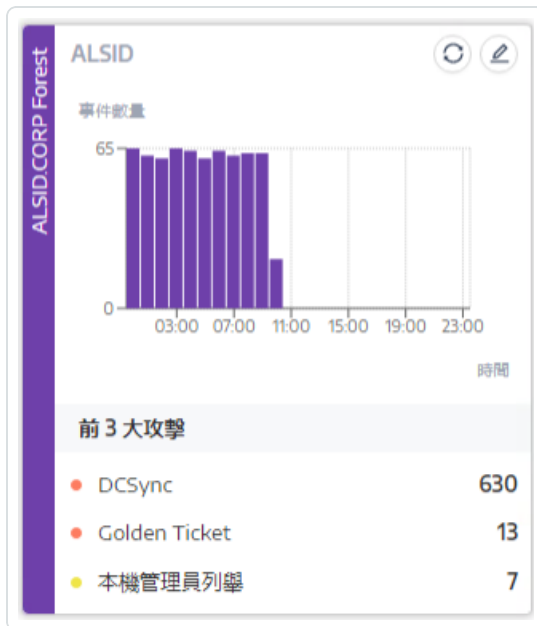 ALSID.CORP Forest
ALSID
事件數量
65
0
03:00 07:00 11:00 15:00 19:00 23:00
時間
前 3 大攻擊
DCSync 630
Golden Ticket 13
本機管理員列舉 7